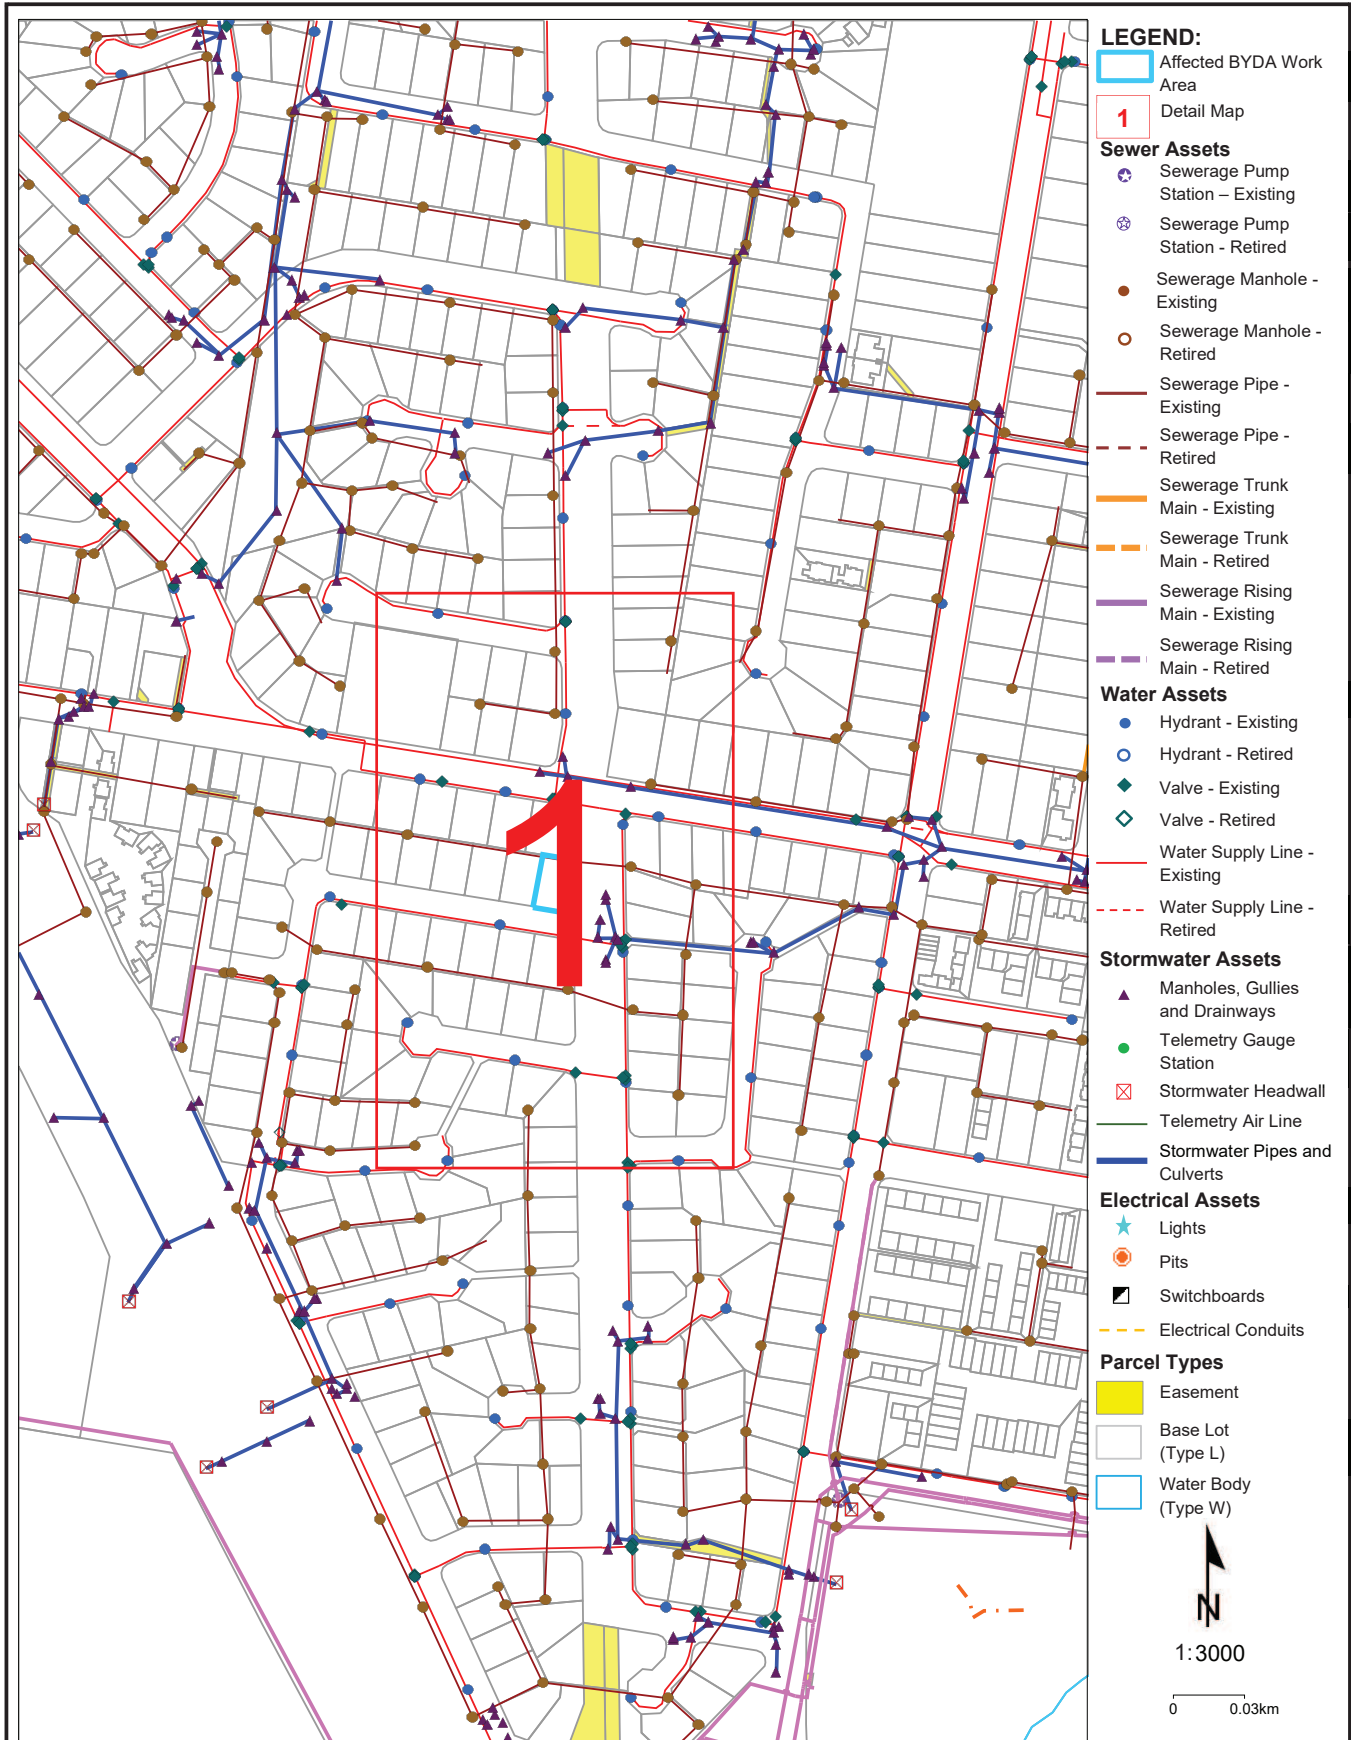 LEGEND:
Affected BYDA Work
Area
1
Detail Map
Sewer Assets
Sewerage Pump
Station – Existing
Sewerage Pump
Station - Retired
Sewerage Manhole -
Existing
Sewerage Manhole -
Retired
Sewerage Pipe -
Existing
Sewerage Pipe -
Retired
Sewerage Trunk
Main - Existing
Sewerage Trunk
Main - Retired
Sewerage Rising
Main - Existing
Sewerage Rising
Main - Retired
Water Assets
Hydrant - Existing
Hydrant - Retired
Valve - Existing
Valve - Retired
Water Supply Line -
Existing
Water Supply Line -
Retired
Stormwater Assets
Manholes, Gullies
and Drainways
Telemetry Gauge
Station
Stormwater Headwall
Telemetry Air Line
Stormwater Pipes and
Culverts
Electrical Assets
Lights
Pits
Switchboards
Electrical Conduits
Parcel Types
Easement
Base Lot
(Type L)
Water Body
(Type W)
N
1:3000
0 0.03km
1